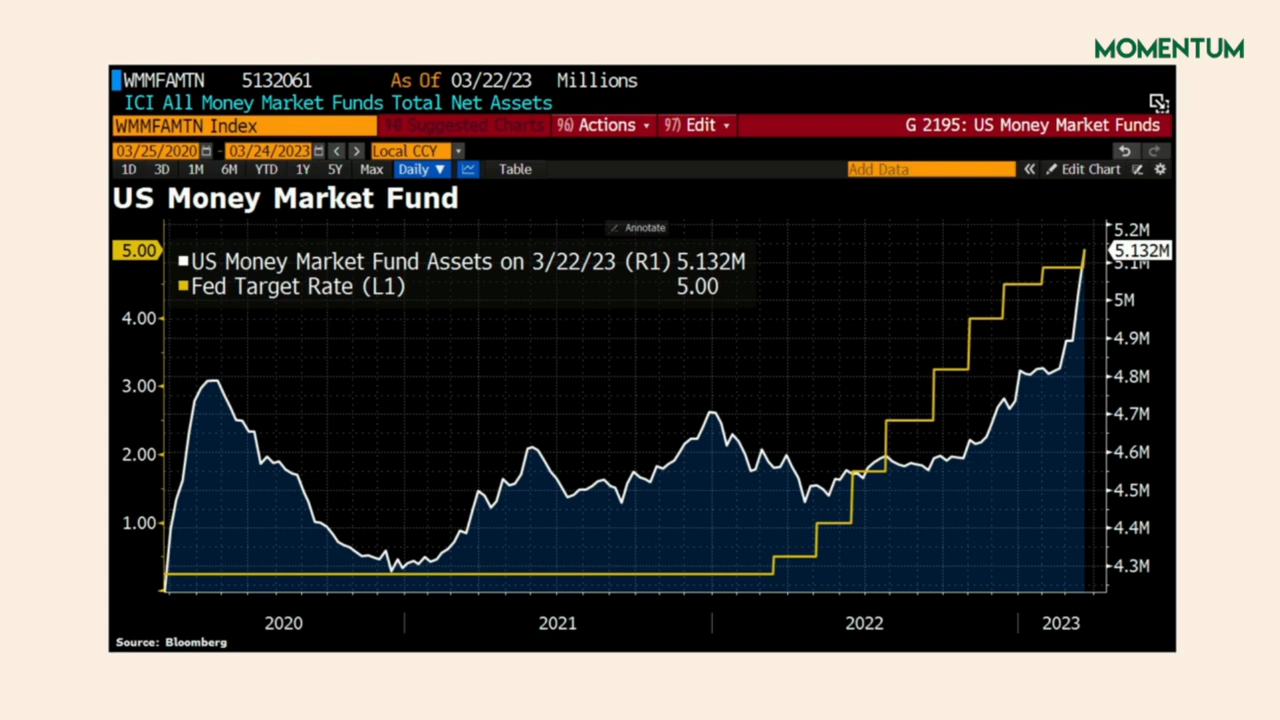 MOMENTUM
WMMFAMTN 5132061 As Of 03/22/23 Millions
ICI All Money Market Funds Total Net Assets
WMMFAMTN Index 98) Suggested Charts 96) Actions 97) Edit G 2195: US Money Market Funds
03/25/2020 - 03/24/2023 Local CCY
1D 3D 1M 6M YTD 1Y 5Y Max Daily ▼ Table Add Data « Edit Chart
US Money Market Fund
Annotate
US Money Market Fund Assets on 3/22/23 (R1) 5.132M
Fed Target Rate (L1) 5.00
5.00
4.00
3.00
2.00
1.00
5.2M
5.132M
5.1M
5M
4.9M
4.8M
4.7M
4.6M
4.5M
4.4M
4.3M
2020 2021 2022 2023
Source: Bloomberg